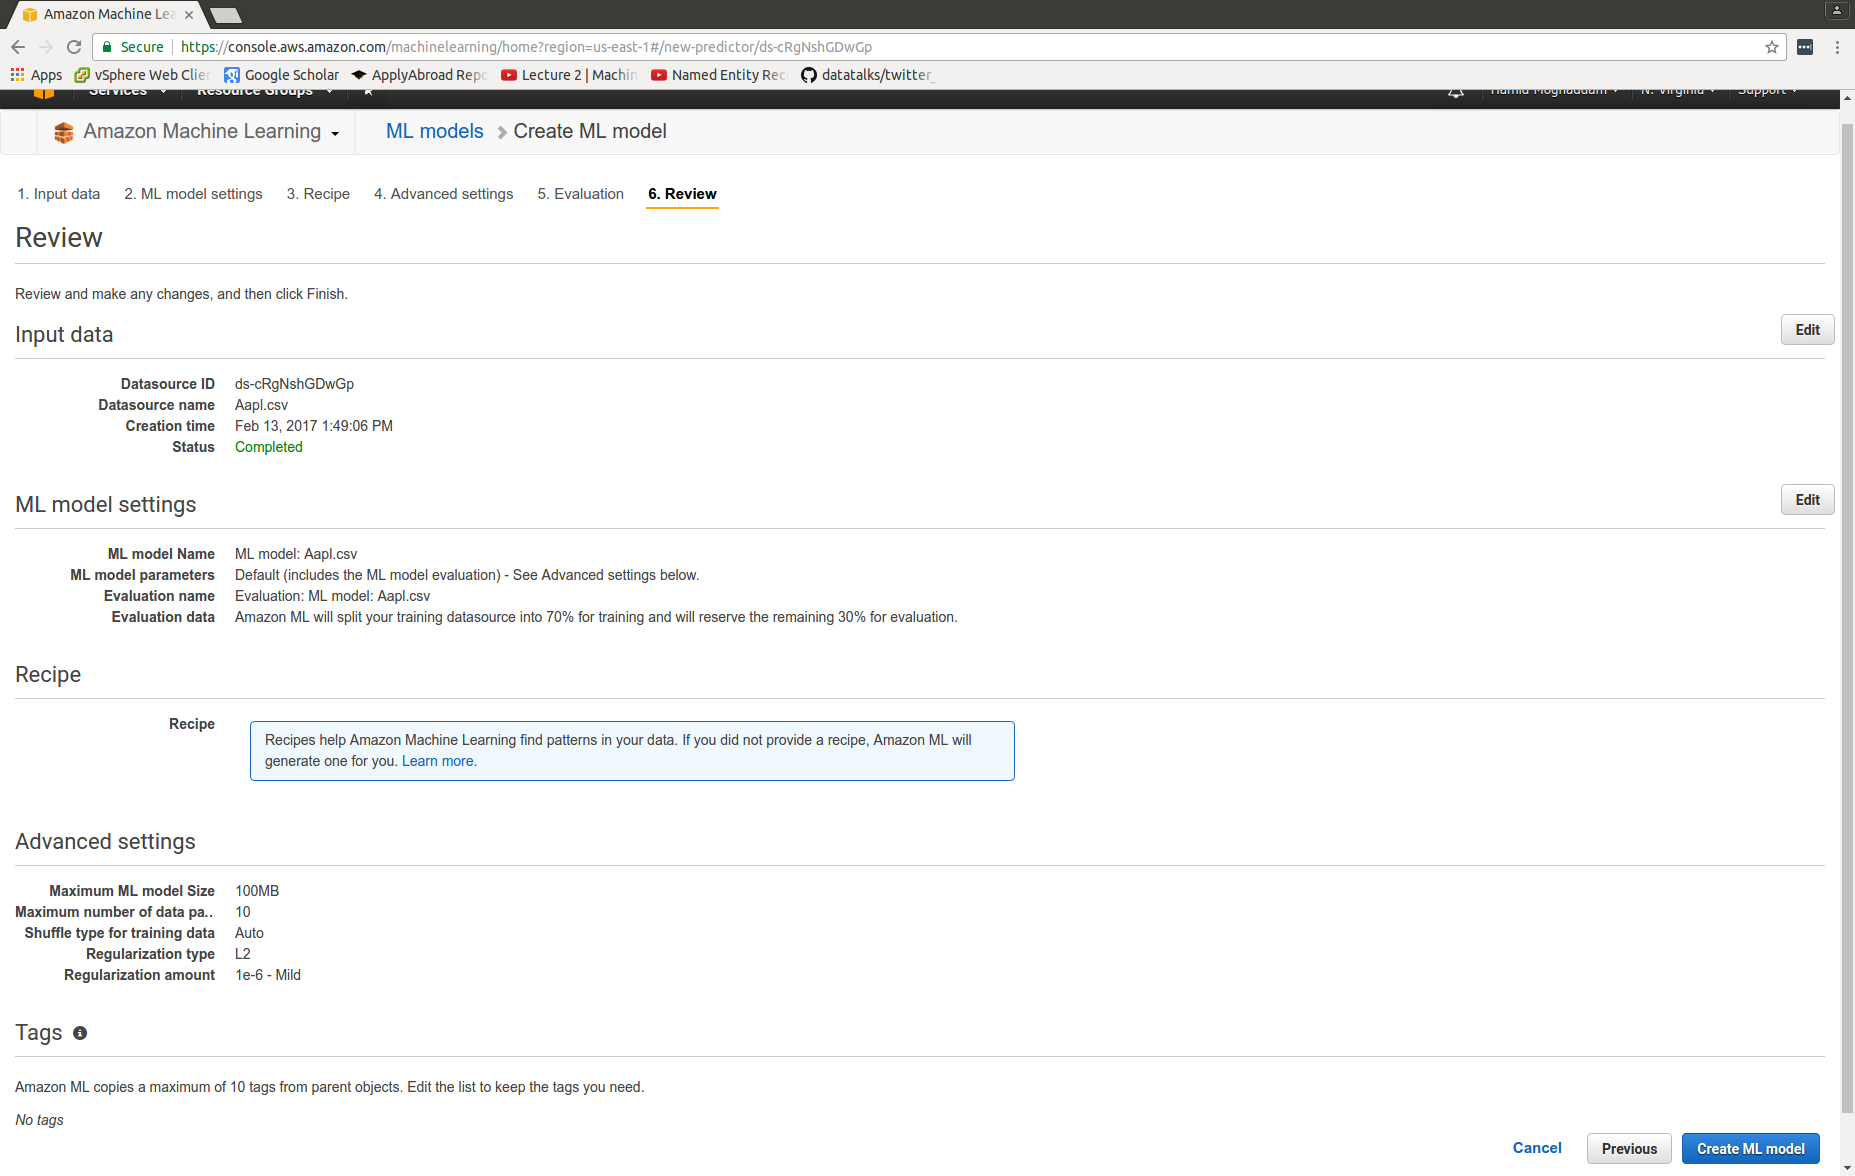 Amazon Machine Lea
Secure https://console.aws.amazon.com/machinelearning/home?region=us-east-1#/new-predictor/ds-cRgNshGDwGp
Apps vSphere Web Clier Google Scholar ApplyAbroad Repo Lecture 2 | Machin Named Entity Rec datatalks/twitter_
Services Resource Groups Hamid Moghaddam N. Virginia Support
Amazon Machine Learning ML models Create ML model
1. Input data 2. ML model settings 3. Recipe 4. Advanced settings 5. Evaluation 6. Review
Review
Review and make any changes, and then click Finish.
Input data Edit
Datasource ID ds-cRgNshGDwGp
Datasource name Aapl.csv
Creation time Feb 13, 2017 1:49:06 PM
Status Completed
ML model settings Edit
ML model Name ML model: Aapl.csv
ML model parameters Default (includes the ML model evaluation) - See Advanced settings below.
Evaluation name Evaluation: ML model: Aapl.csv
Evaluation data Amazon ML will split your training datasource into 70% for training and will reserve the remaining 30% for evaluation.
Recipe
Recipe Recipes help Amazon Machine Learning find patterns in your data. If you did not provide a recipe, Amazon ML will
generate one for you. Learn more.
Advanced settings
Maximum ML model Size 100MB
Maximum number of data pa... 10
Shuffle type for training data Auto
Regularization type L2
Regularization amount 1e-6 - Mild
Tags
Amazon ML copies a maximum of 10 tags from parent objects. Edit the list to keep the tags you need.
No tags
Cancel Previous Create ML model